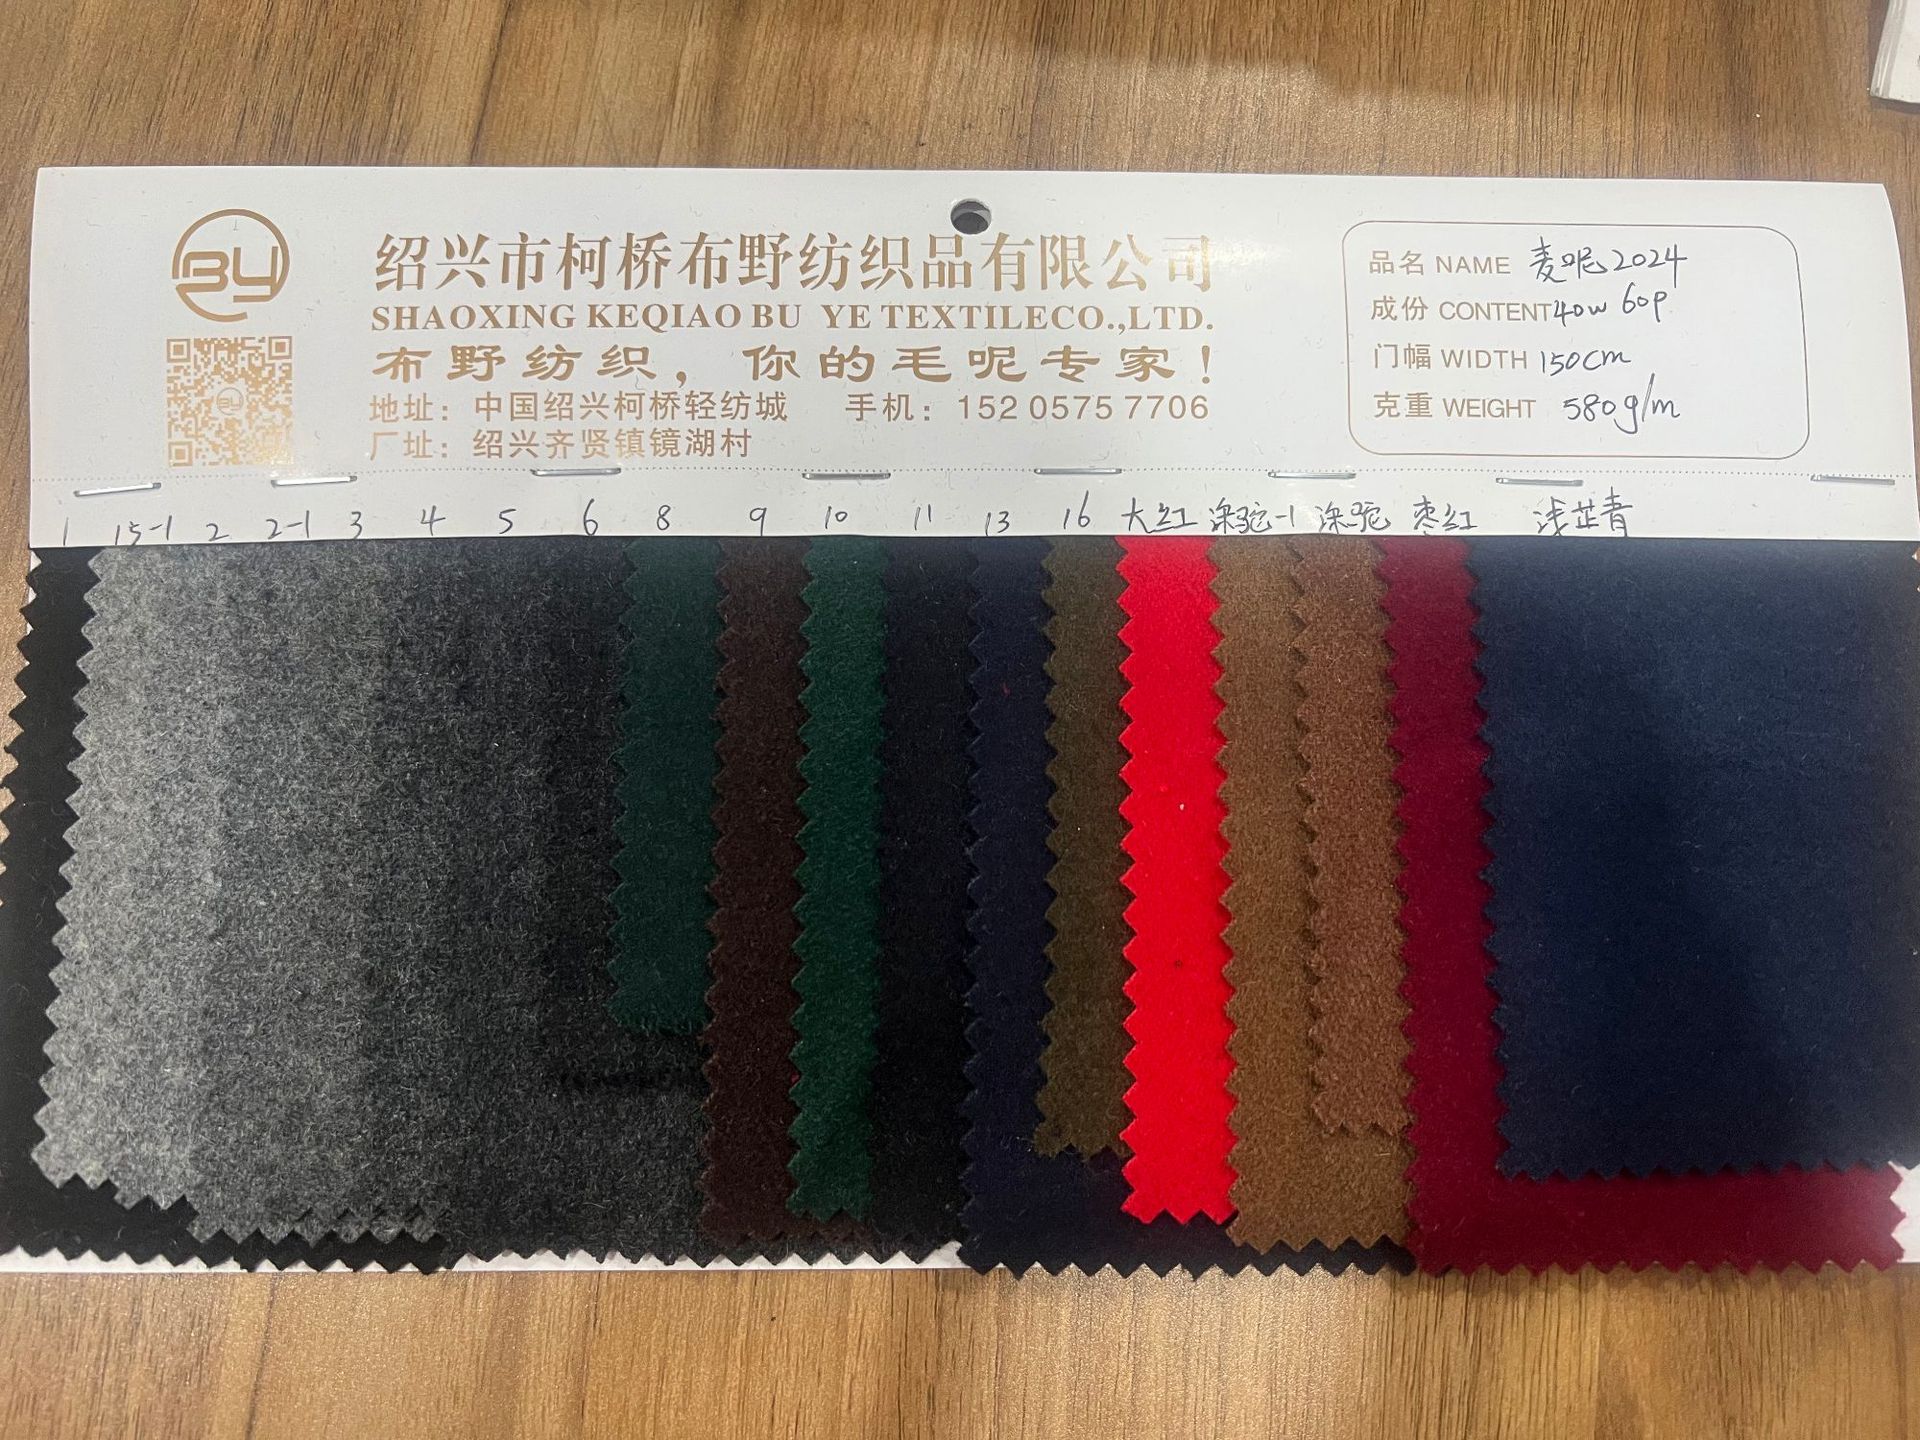 BY
绍兴市柯桥布野纺织品有限公司
SHAOXING KEQIAO BU YE TEXTILECO.,LTD.
布野纺织，你的毛呢专家！
地址：中国绍兴柯桥轻纺城 手机：152 0575 7706
厂址：绍兴齐贤镇镜湖村
品名 NAME 麦呢2024
成份 CONTENT 40w 60p
门幅 WIDTH 150cm
克重 WEIGHT 580g/m
1 15-1 2 2-1 3 4 5 6 8 9 10 11 13 16 大红 深驼-1 深驼 枣红 浅芷青